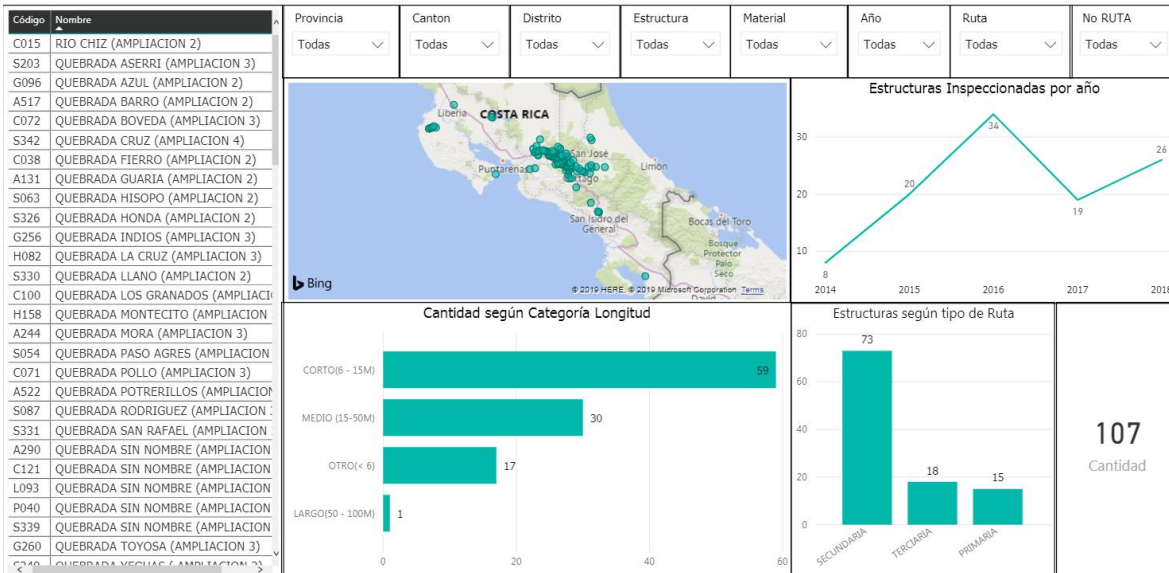 Código Nombre
C015 RIO CHIZ (AMPLIACION 2)
S203 QUEBRADA ASERRI (AMPLIACION 3)
G096 QUEBRADA AZUL (AMPLIACION 2)
A517 QUEBRADA BARRO (AMPLIACION 2)
C072 QUEBRADA BOVEDA (AMPLIACION 3)
S342 QUEBRADA CRUZ (AMPLIACION 4)
C038 QUEBRADA FIERRO (AMPLIACION 2)
A131 QUEBRADA GUARIA (AMPLIACION 2)
S063 QUEBRADA HISOPO (AMPLIACION 2)
S326 QUEBRADA HONDA (AMPLIACION 2)
G256 QUEBRADA INDIOS (AMPLIACION 3)
H082 QUEBRADA LA CRUZ (AMPLIACION 3)
S330 QUEBRADA LLANO (AMPLIACION 2)
C100 QUEBRADA LOS GRANADOS (AMPLIACI
H158 QUEBRADA MONTECITO (AMPLIACION
A244 QUEBRADA MORA (AMPLIACION 3)
S054 QUEBRADA PASO AGRES (AMPLIACION
C071 QUEBRADA POLLO (AMPLIACION 3)
A522 QUEBRADA POTRERILLOS (AMPLIACION
S087 QUEBRADA RODRIGUEZ (AMPLIACION
S331 QUEBRADA SAN RAFAEL (AMPLIACION
A290 QUEBRADA SIN NOMBRE (AMPLIACION
C121 QUEBRADA SIN NOMBRE (AMPLIACION
L093 QUEBRADA SIN NOMBRE (AMPLIACION
P040 QUEBRADA SIN NOMBRE (AMPLIACION
S339 QUEBRADA SIN NOMBRE (AMPLIACION
G260 QUEBRADA TOYOSA (AMPLIACION 3)
Provincia Canton Distrito Estructura Material Año Ruta No RUTA
Todas Todas Todas Todas Todas Todas Todas Todas
Liberia
COSTA RICA
San José
Limon
Puntarenas
San Isidro del
General
Bocas del Toro
Bosque
Protector
Palo
Seco
David
Bing
© 2019 HERE, © 2019 Microsoft Corporation Terms
Estructuras Inspeccionadas por año
30
20
10
8
20
34
19
26
2014 2015 2016 2017 2018
Cantidad según Categoría Longitud
CORTO(6 - 15M) 59
MEDIO (15-50M) 30
OTRO(< 6) 17
LARGO(50 - 100M) 1
0 20 40 60
Estructuras según tipo de Ruta
80
60
40
20
0
73
18
15
SECUNDARIA
TERCIARIA
PRIMARIA
107
Cantidad